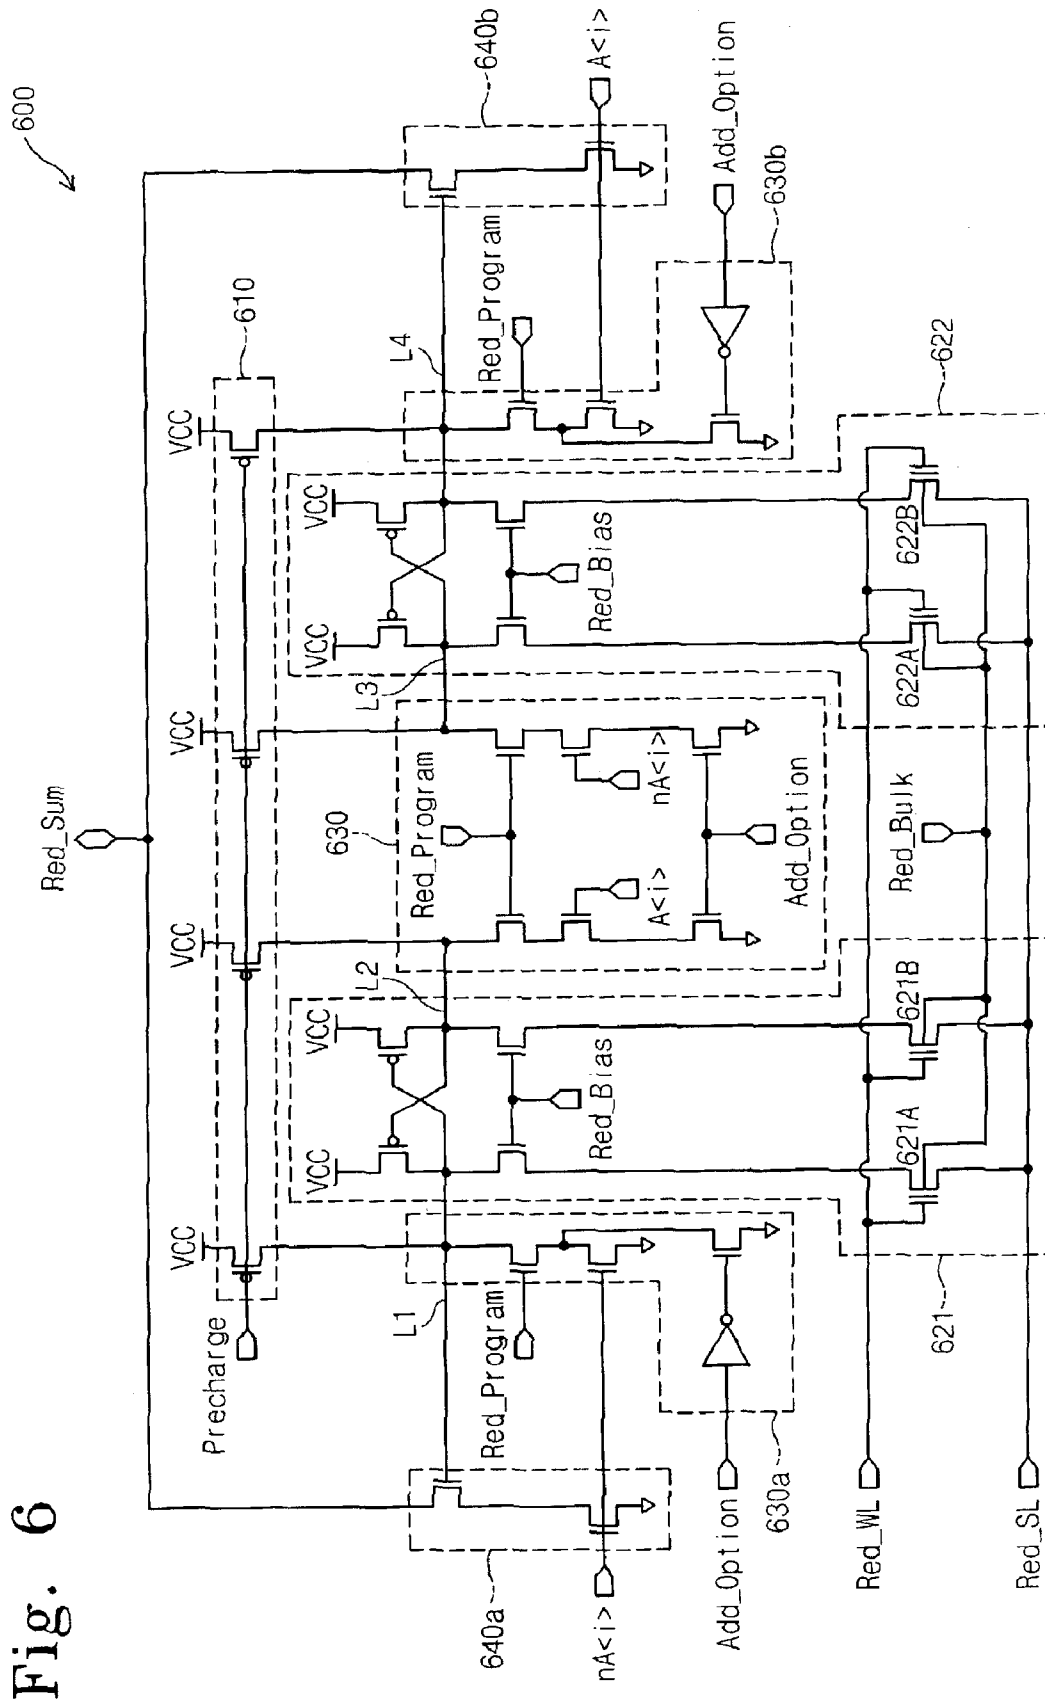 Fig. 6
600
Red_Sum
610
Precharge
VCC
VCC
VCC
VCC
640a
nA<i>
L1
Red_Program
630a
Add_Option
VCC
VCC
L2
Red_Bias
621
621A
621B
630
Red_Program
A<i>
nA<i>
Add_Option
VCC
VCC
L3
Red_Bias
622
622A
622B
L4
Red_Program
630b
Add_Option
640b
A<i>
Red_WL
Red_Bulk
Red_SL